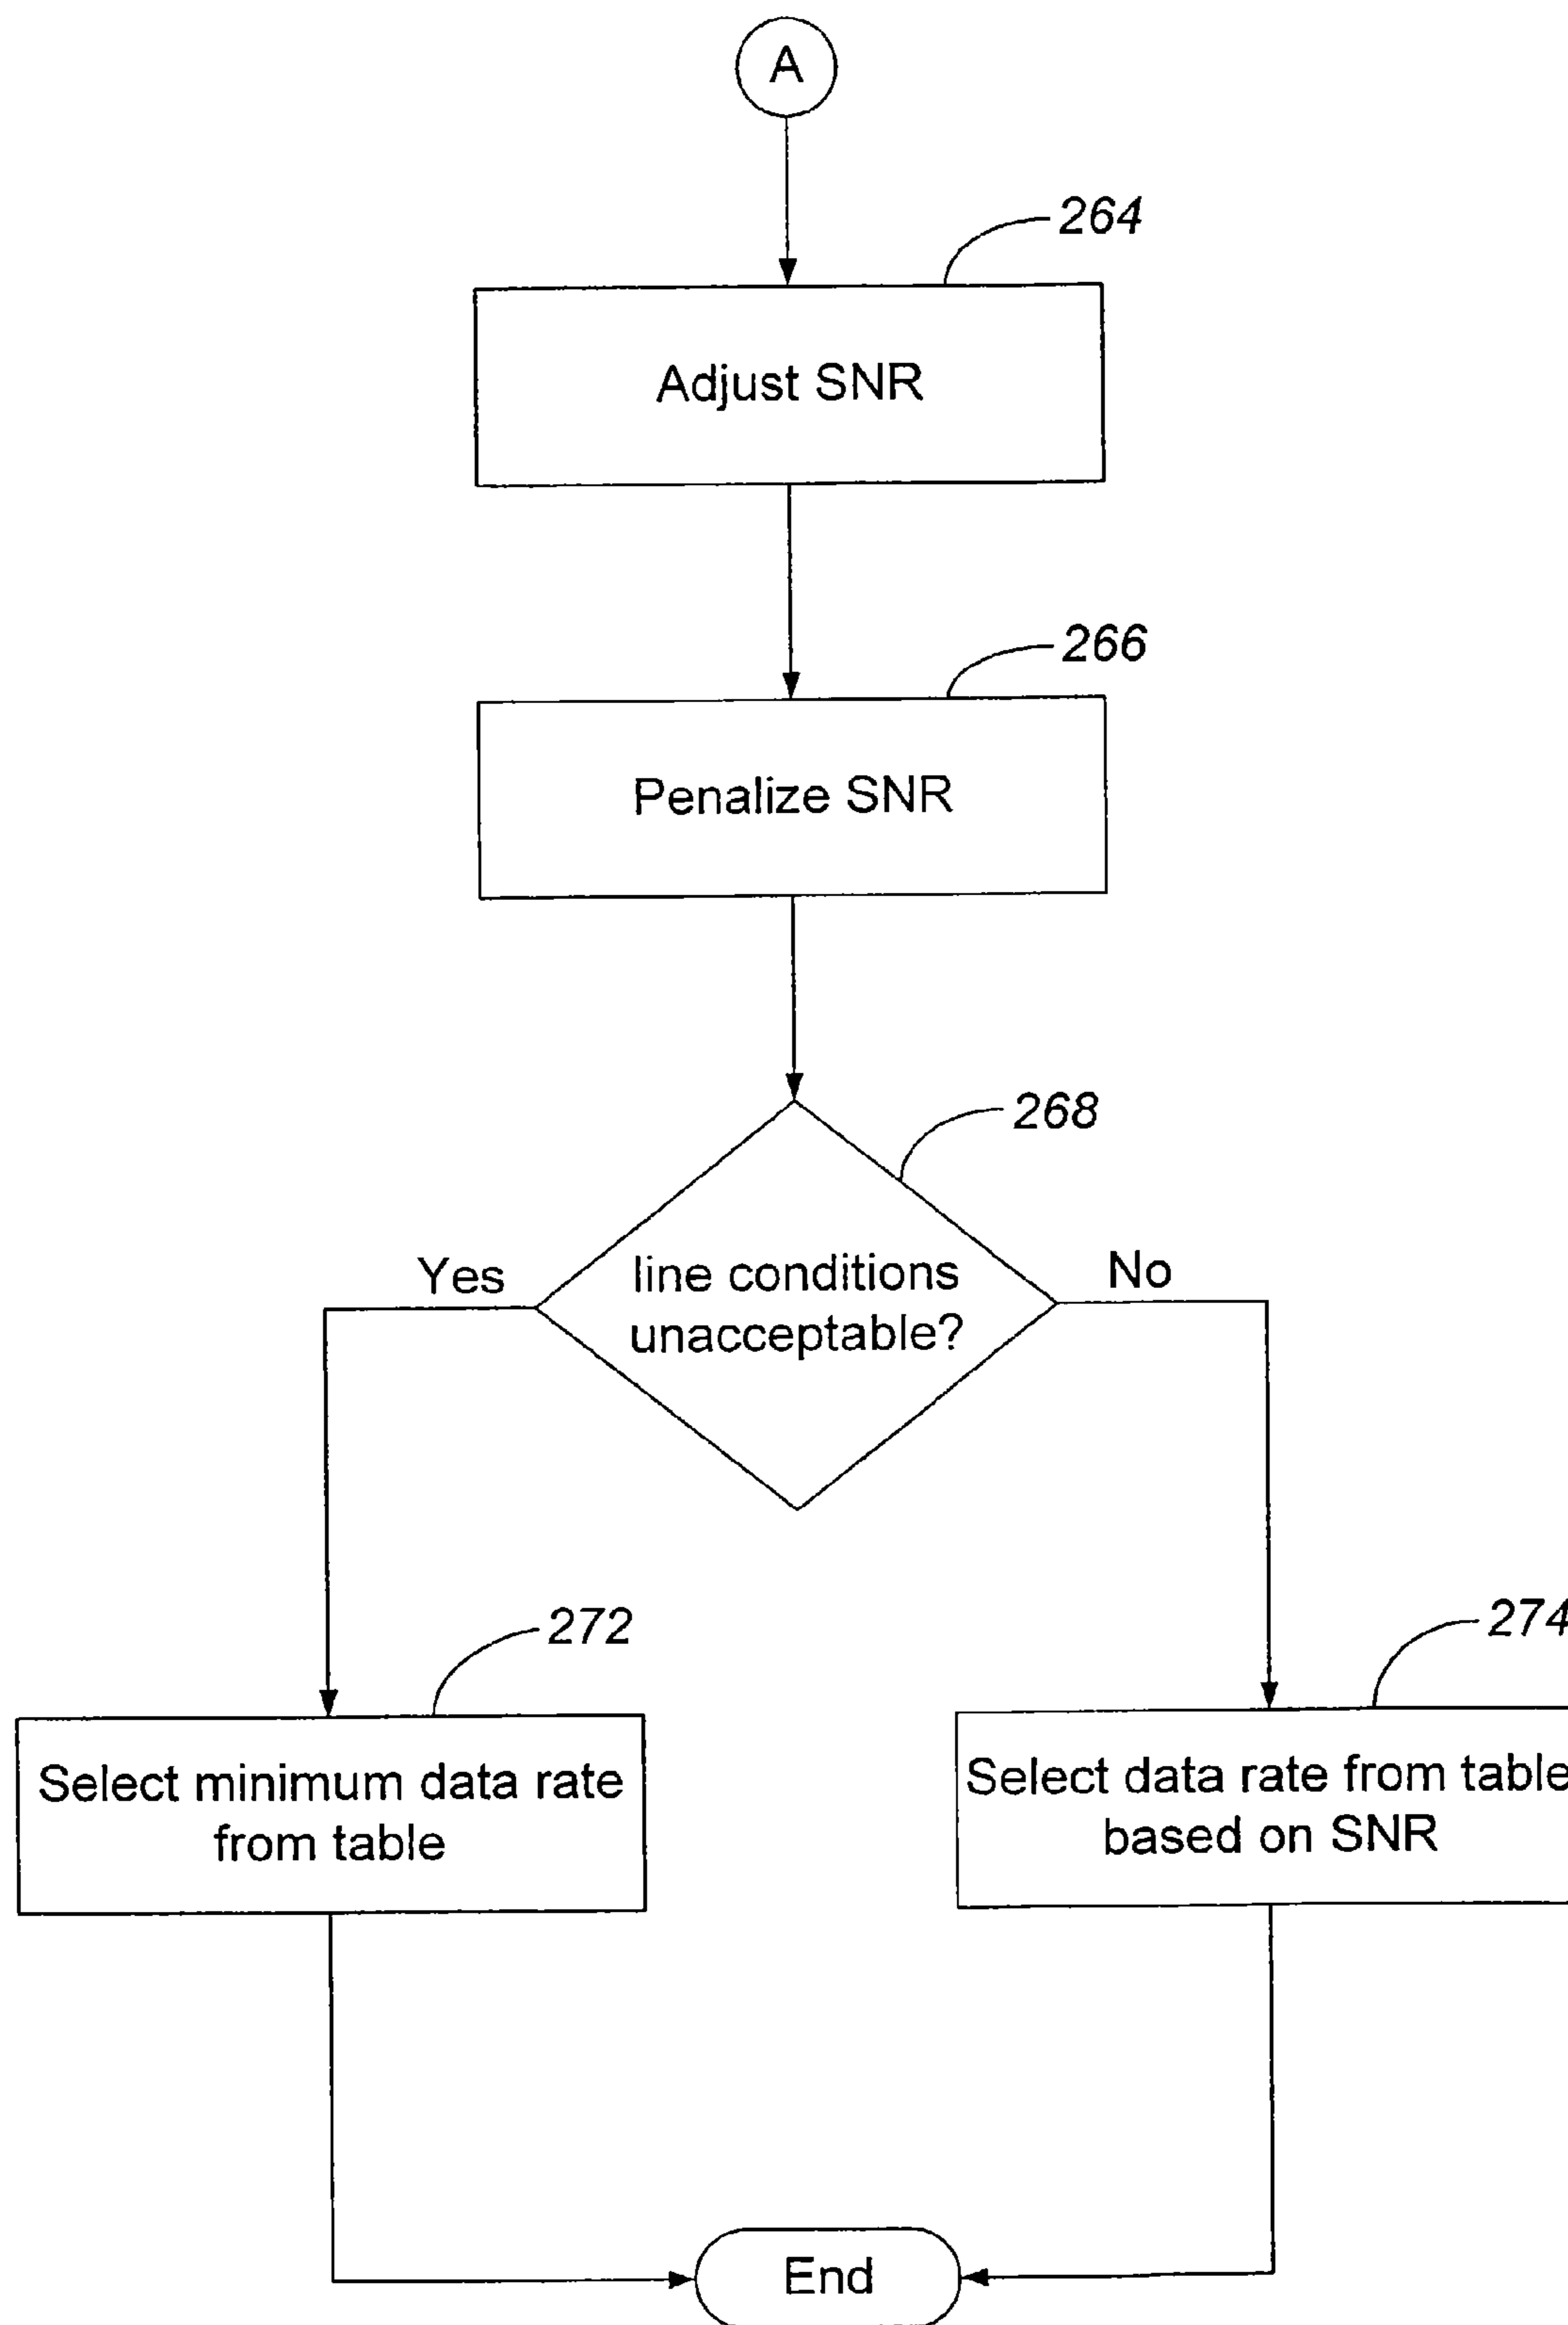 A
264
Adjust SNR
266
Penalize SNR
268
line conditions
unacceptable?
Yes
No
272
274
Select minimum data rate
from table
Select data rate from table
based on SNR
End